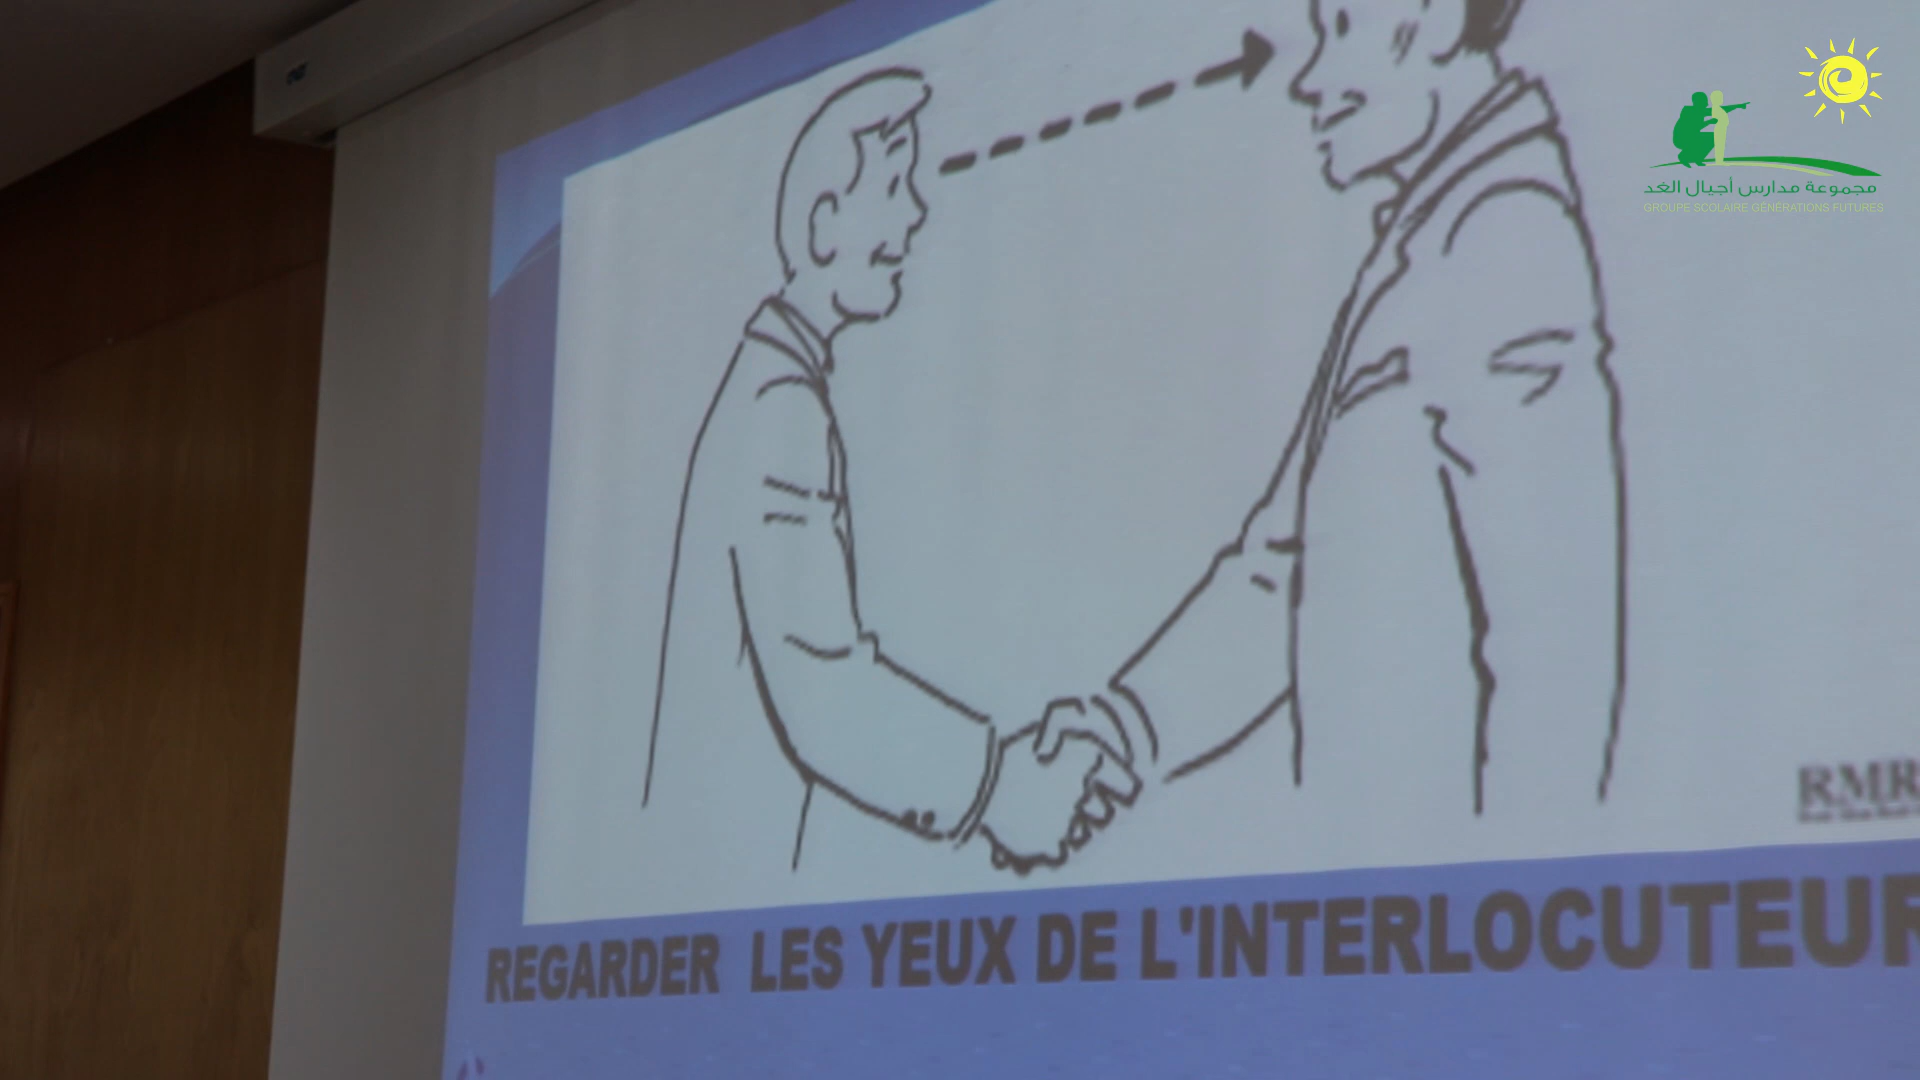 مجموعة مدارس أجيال الغد
GROUPE SCOLAIRE GÉNÉRATIONS FUTURES
RMR
REGARDER LES YEUX DE L'INTERLOCUTEUR